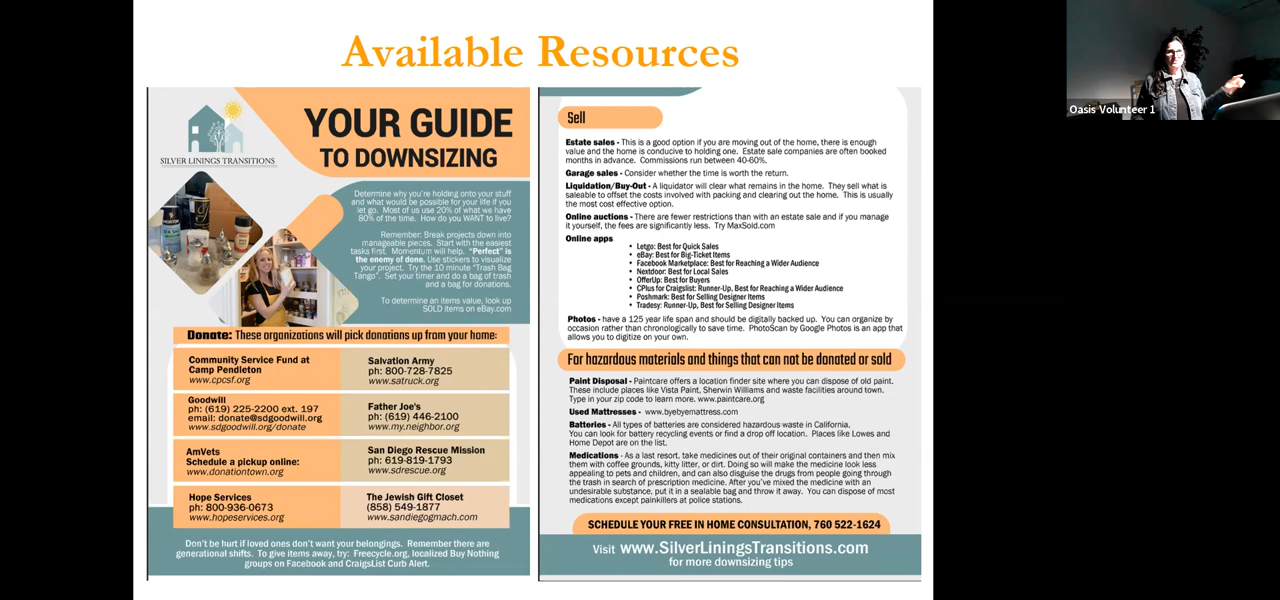 Available Resources
Oasis Volunteer 1
SILVER LININGS TRANSITIONS
YOUR GUIDE
TO DOWNSIZING
Determine why you're holding onto your stuff
and what would be possible for your life if
let go. Most of us use 20% of what we have
80% of the time. How do you WANT to live?
Remember: Break projects down into
manageable pieces. Start with the easiest
tasks first. Momentum will help. "Perfect" is
the enemy of done. Use stickers to visualize
your project. Try the 10 minute "Trash Bag
Tango". Set your timer and do a bag of trash
and a bag for donations.
To determine an items value, look up
SOLD items on eBay.com
Donate: These organizations will pick donations up from your home:
Community Service Fund at
Camp Pendleton
www.cpcsf.org
Salvation Army
ph: 800-728-7825
www.satruck.org
Goodwill
ph: (619) 225-2200 ext. 197
email: donate@sdgoodwill.org
www.sdgoodwill.org/donate
Father Joe's
ph: (619) 446-2100
www.my.neighbor.org
AmVets
Schedule a pickup online:
www.donationtown.org
San Diego Rescue Mission
ph: 619-819-1793
www.sdrescue.org
Hope Services
ph: 800-936-0673
www.hopeservices.org
The Jewish Gift Closet
(858) 549-1877
www.sandiegogmach.com
Don't be hurt if loved ones don't want your belongings. Remember there are
generational shifts. To give items away, try: Freecycle.org, localized Buy Nothing
groups on Facebook and CraigsList Curb Alert.
Sell
Estate sales - This is a good option if you are moving out of the home, there is enough
value and the home is conducive to holding one. Estate sale companies are often booked
months in advance. Commissions run between 40-60%.
Garage sales - Consider whether the time is worth the return.
Liquidation/Buy-Out - A liquidator will clear what remains in the home. They sell what is
saleable to offset the costs involved with packing and clearing out the home. This is usually
the most cost effective option.
Online auctions - There are fewer restrictions than with an estate sale and if you manage
it yourself, the fees are significantly less. Try MaxSold.com
Online apps
• Letgo: Best for Quick Sales
• eBay: Best for Big-Ticket Items
• Facebook Marketplace: Best for Reaching a Wider Audience
• Nextdoor: Best for Local Sales
• OfferUp: Best for Buyers
• CPlus for Craigslist: Runner-Up, Best for Reaching a Wider Audience
• Poshmark: Best for Selling Designer Items
• Tradesy: Runner-Up, Best for Selling Designer Items
Photos - have a 125 year life span and should be digitally backed up. You can organize by
occasion rather than chronologically to save time. PhotoScan by Google Photos is an app that
allows you to digitize on your own.
For hazardous materials and things that can not be donated or sold
Paint Disposal - Paintcare offers a location finder site where you can dispose of old paint.
These include places like Vista Paint, Sherwin Williams and waste facilities around town.
Type in your zip code to learn more. www.paintcare.org
Used Mattresses - www.byebyemattress.com
Batteries - All types of batteries are considered hazardous waste in California.
You can look for battery recycling events or find a drop off location. Places like Lowes and
Home Depot are on the list.
Medications - As a last resort, take medicines out of their original containers and then mix
them with coffee grounds, kitty litter, or dirt. Doing so will make the medicine look less
appealing to pets and children, and can also disguise the drugs from people going through
the trash in search of prescription medicine. After you've mixed the medicine with an
undesirable substance, put it in a sealable bag and throw it away. You can dispose of most
medications except painkillers at police stations.
SCHEDULE YOUR FREE IN HOME CONSULTATION, 760 522-1624
Visit www.SilverLiningsTransitions.com
for more downsizing tips